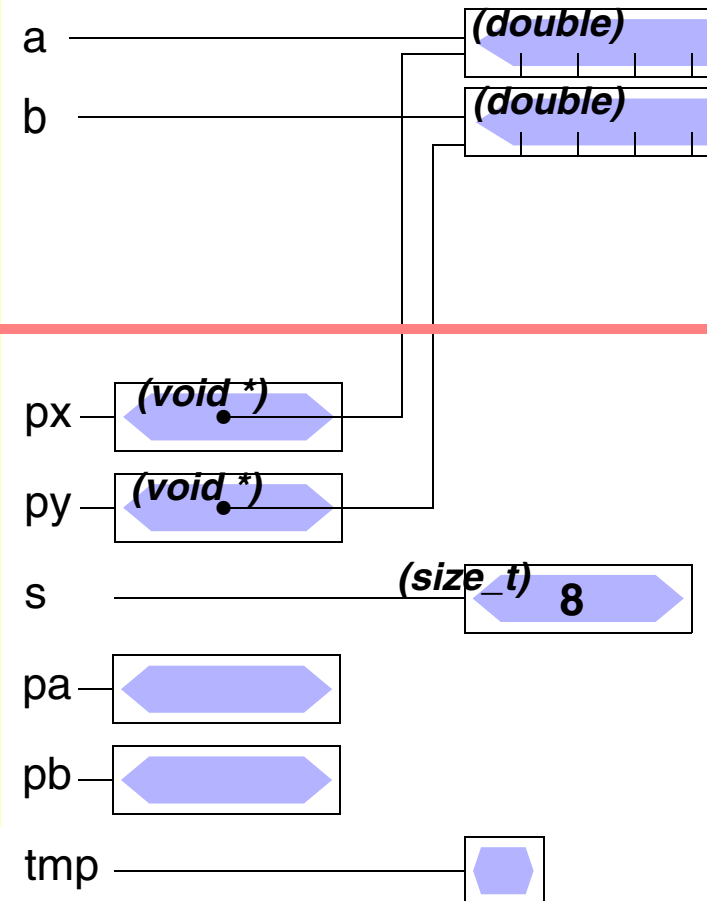 a (double)
b (double)
px (void *)
py (void *)
s (size_t) 8
pa
pb
tmp